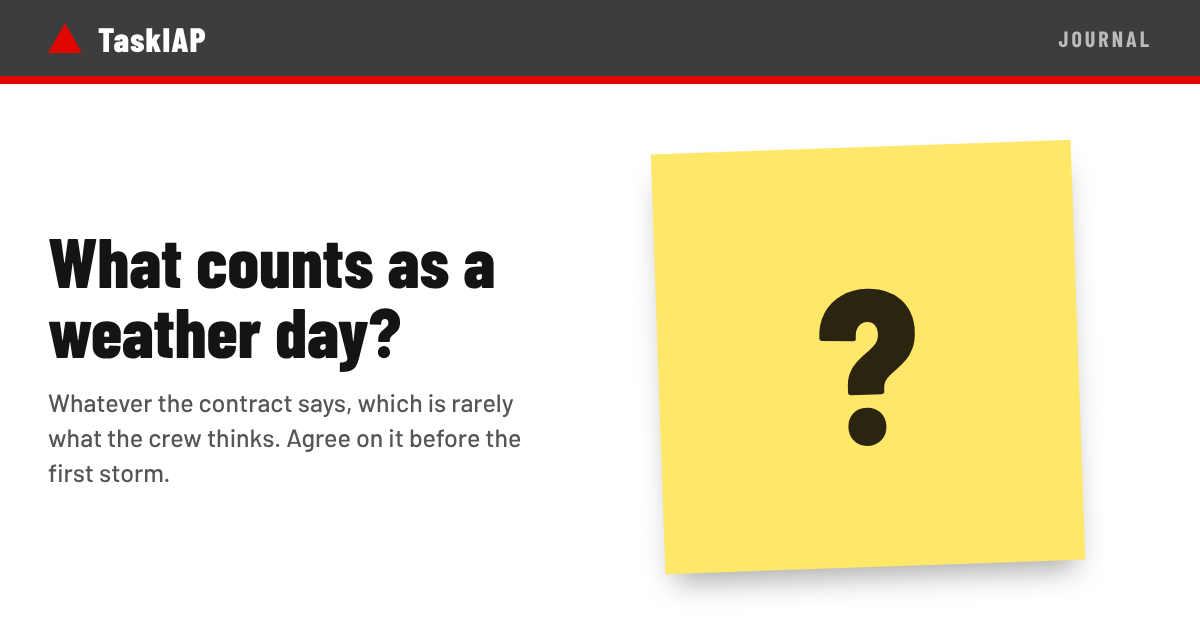 TaskIAP
JOURNAL
What counts as a
weather day?
Whatever the contract says, which is rarely
what the crew thinks. Agree on it before the
first storm.
?